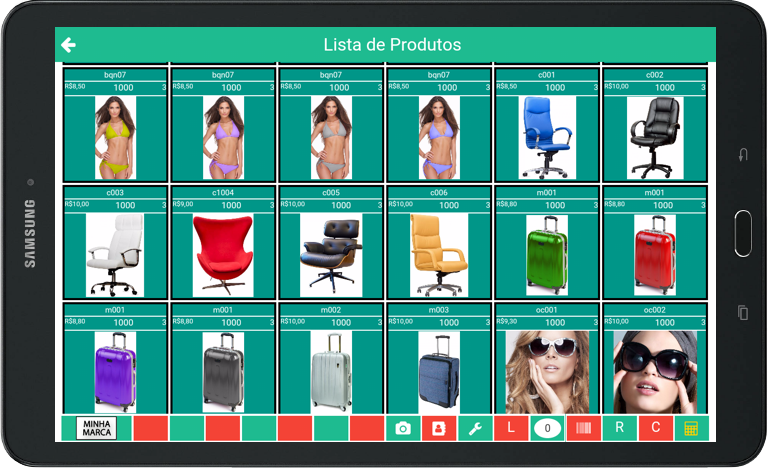 Lista de Produtos
bqn07 bqn07 bqn07 bqn07 c001 c002
R$8,50 1000 3 R$8,50 1000 3 R$8,50 1000 3 R$8,50 1000 3 R$8,50 1000 3 R$10,00 1000 3
c003 c1004 c005 c006 m001 m001
R$10,00 1000 3 R$9,00 1000 3 R$10,00 1000 3 R$10,00 1000 3 R$8,80 1000 3 R$8,80 1000 3
m001 m001 m002 m003 oc001 oc002
R$8,80 1000 3 R$8,80 1000 3 R$10,00 1000 3 R$10,00 1000 3 R$9,30 1000 3 R$10,00 1000 3
MINHA
MARCA
L 0 R C
SAMSUNG